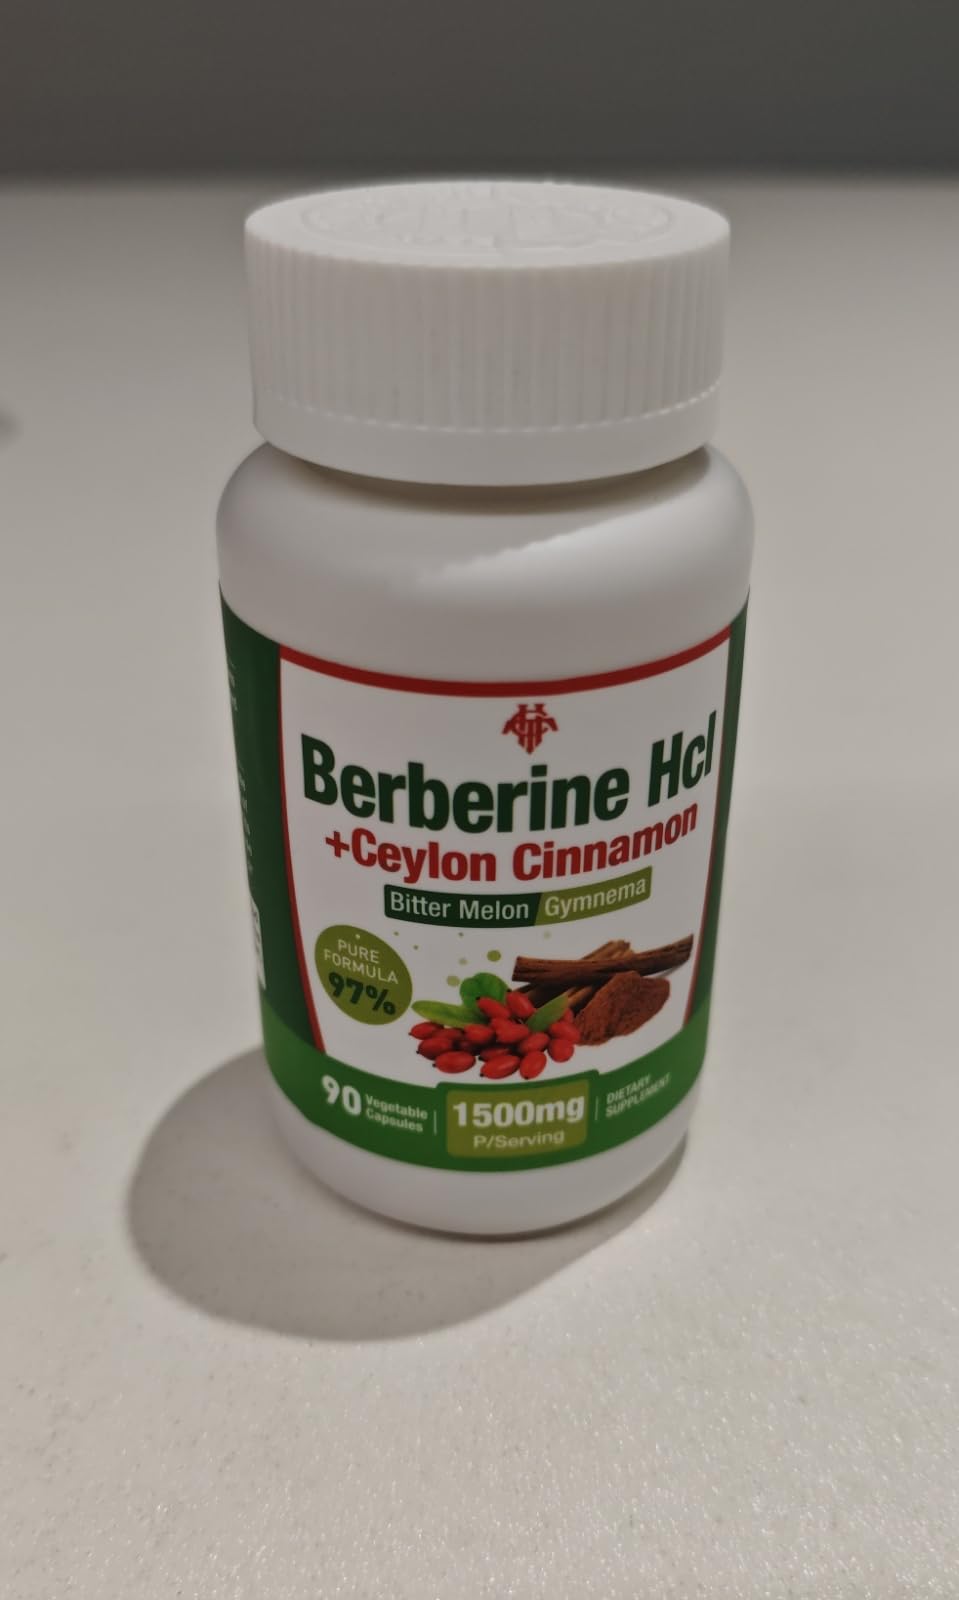 Berberine Hcl
+Ceylon Cinnamon
Bitter Melon Gymnema
PURE
FORMULA
97%
90 Vegetable
Capsules
1500mg
P/Serving
DIETARY
SUPPLEMENT